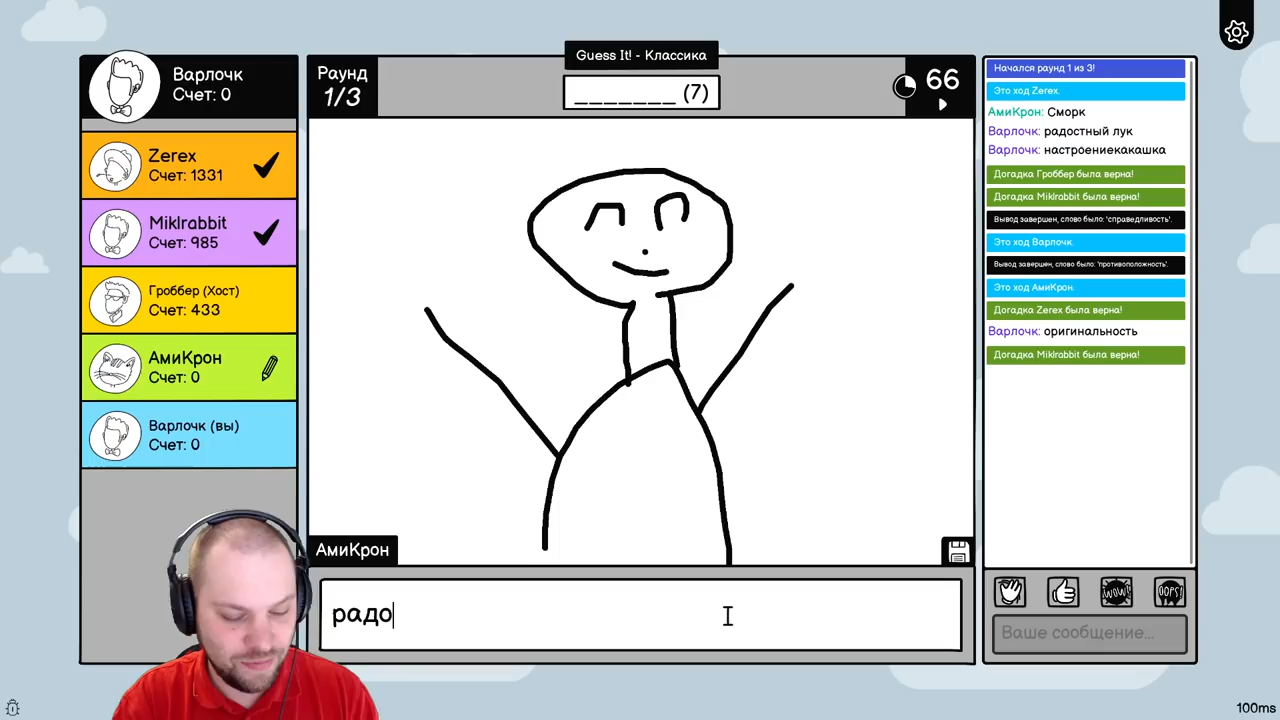 Guess It! - Классика
Варлочк
Счет: 0
Раунд
1/3
_______ (7)
66
Zerex
Счет: 1331
Miklrabbit
Счет: 985
Гроббер (Хост)
Счет: 433
АмиКрон
Счет: 0
Варлочк (вы)
Счет: 0
АмиКрон
радо
Начался раунд 1 из 3!
Это ход Zerex.
АмиКрон: Сморк
Варлочк: радостный лук
Варлочк: настроениекакашка
Догадка Гроббер была верна!
Догадка Miklrabbit была верна!
Вывод завершен, слово было: 'справедливость'.
Это ход Варлочк.
Вывод завершен, слово было: 'противоположность'.
Это ход АмиКрон.
Догадка Zerex была верна!
Варлочк: оригинальность
Догадка Miklrabbit была верна!
WOW!
OOPS!
Ваше сообщение...
100ms